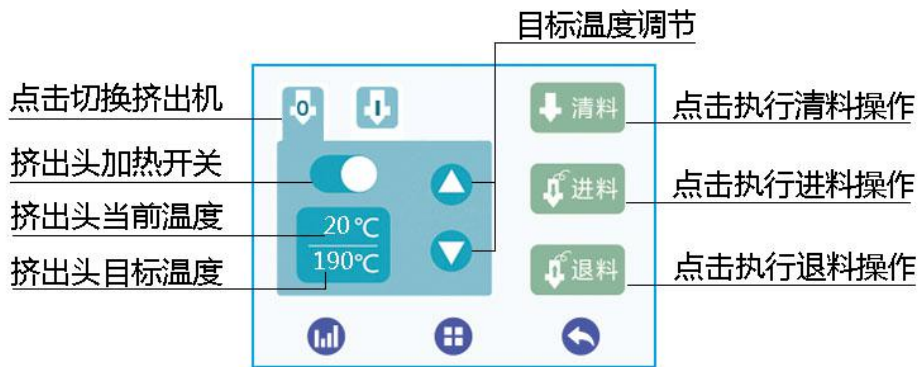 目标温度调节
点击切换挤出机
0
I
清料
点击执行清料操作
挤出头加热开关
进料
点击执行进料操作
挤出头当前温度
20℃
挤出头目标温度
190℃
退料
点击执行退料操作